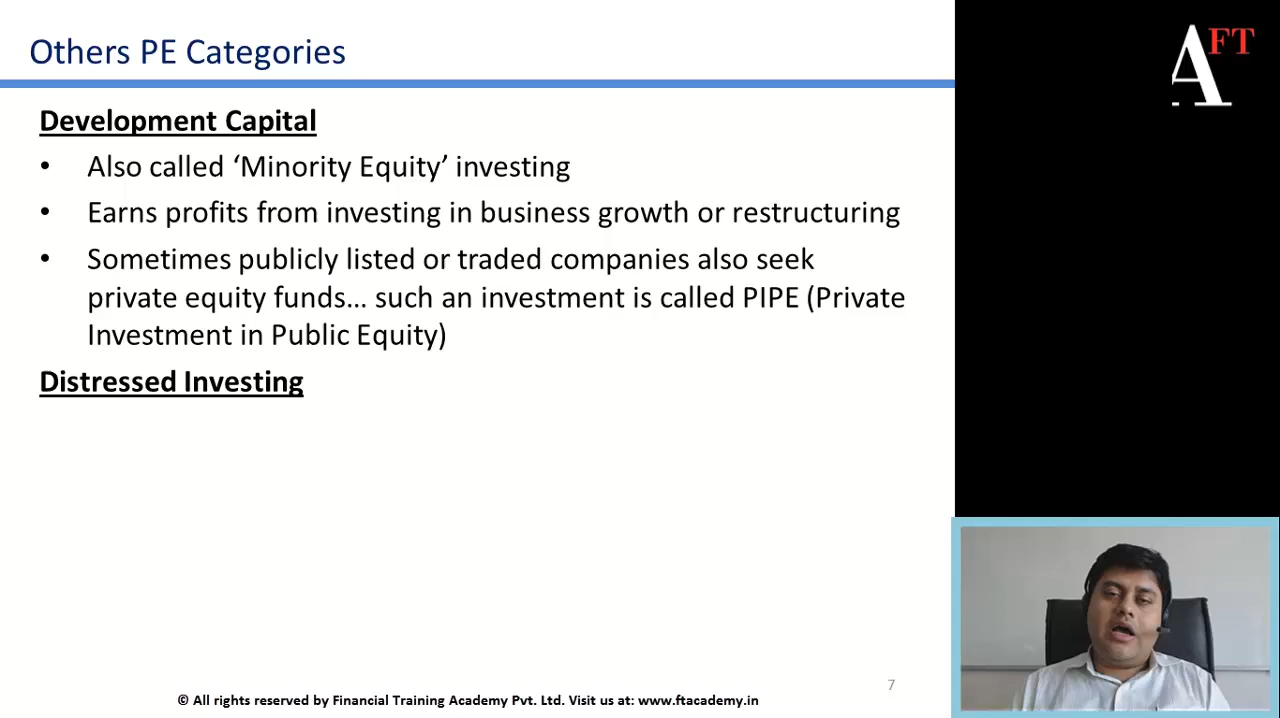 Others PE Categories
AFT
Development Capital
• Also called ‘Minority Equity’ investing
• Earns profits from investing in business growth or restructuring
• Sometimes publicly listed or traded companies also seek
private equity funds... such an investment is called PIPE (Private
Investment in Public Equity)
Distressed Investing
7
© All rights reserved by Financial Training Academy Pvt. Ltd. Visit us at: www.ftacademy.in